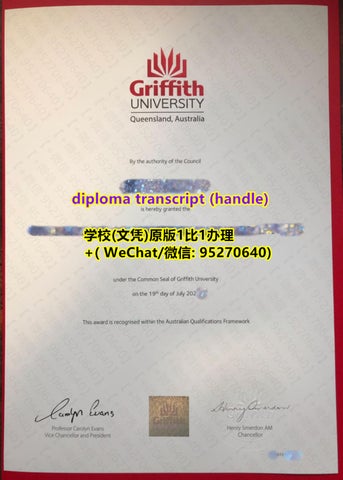 Griffith
UNIVERSITY
Queensland, Australia
By the authority of the Council
diploma transcript (handle)
is hereby granted the
学校(文凭)原版1比1办理
+( WeChat/微信: 95270640)
under the Common Seal of Griffith University
on the 19th day of July 202
This award is recognised within the Australian Qualifications Framework
Professor Carolyn Evans
Vice Chancellor and President
Henry Smerdon AM
Chancellor